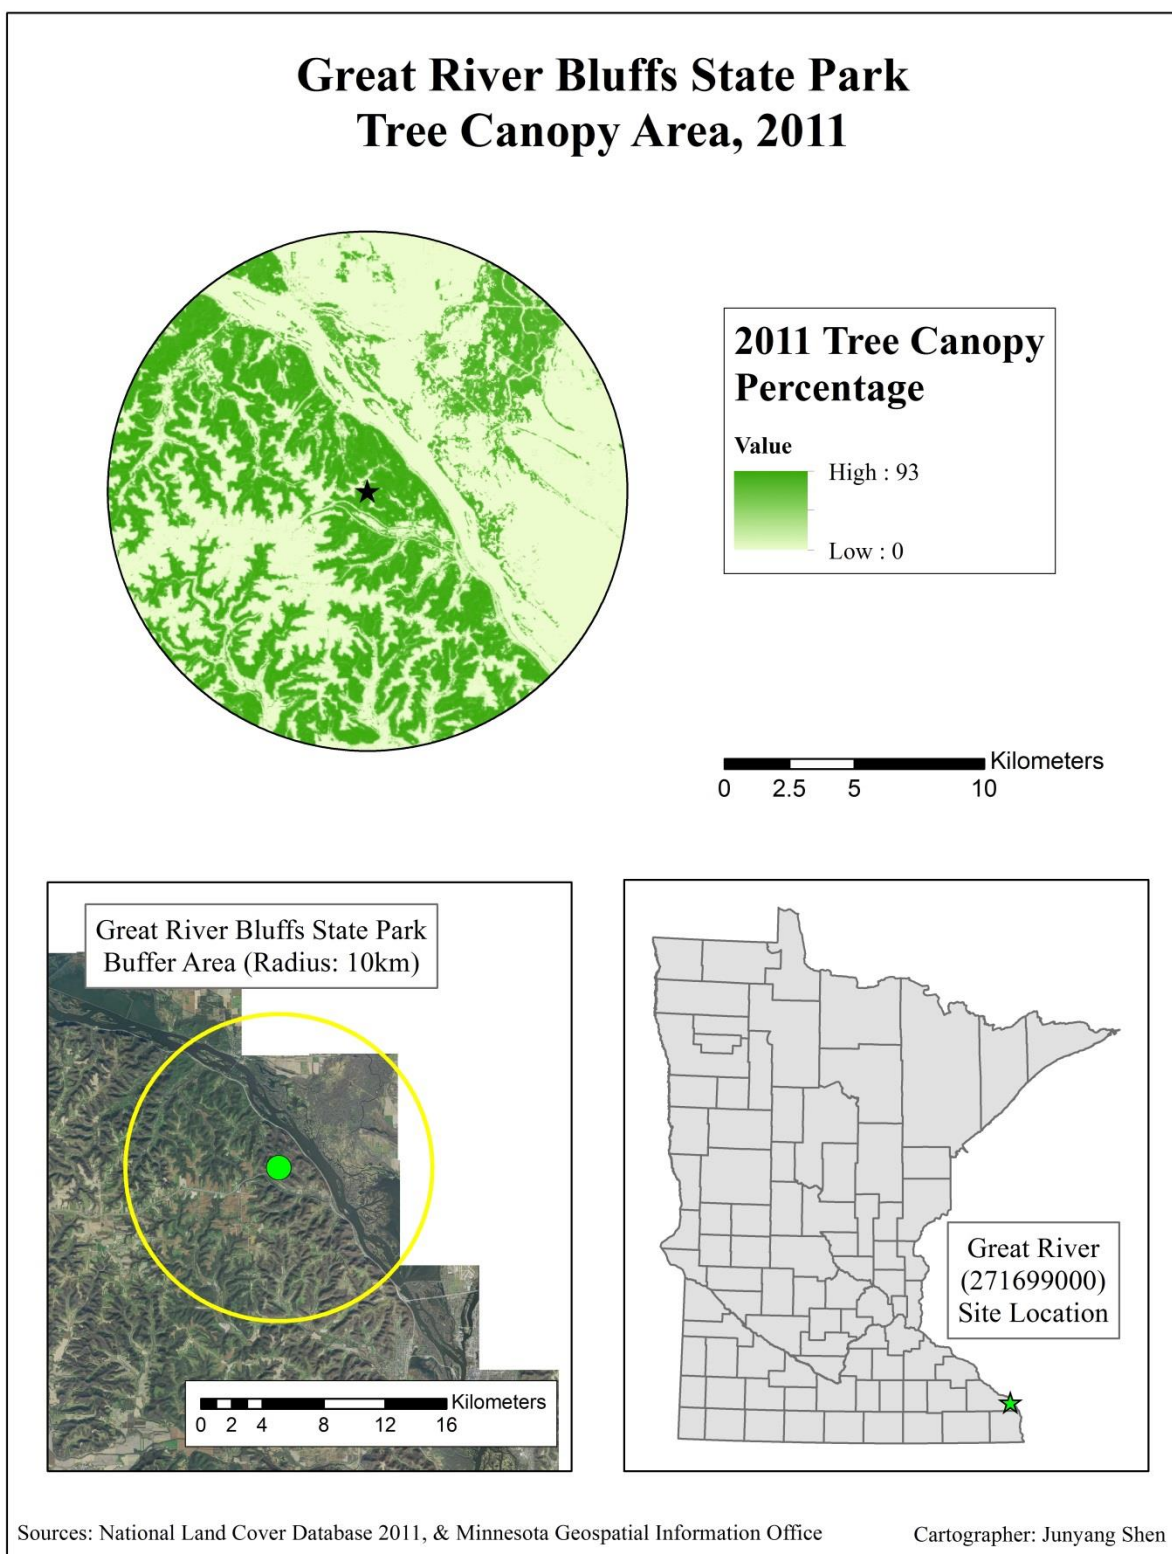 Great River Bluffs State Park
Tree Canopy Area, 2011
2011 Tree Canopy
Percentage
Value
High : 93
Low : 0
Kilometers
0 2.5 5 10
Great River Bluffs State Park
Buffer Area (Radius: 10km)
Kilometers
0 2 4 8 12 16
Great River
(271699000)
Site Location
Sources: National Land Cover Database 2011, & Minnesota Geospatial Information Office
Cartographer: Junyang Shen